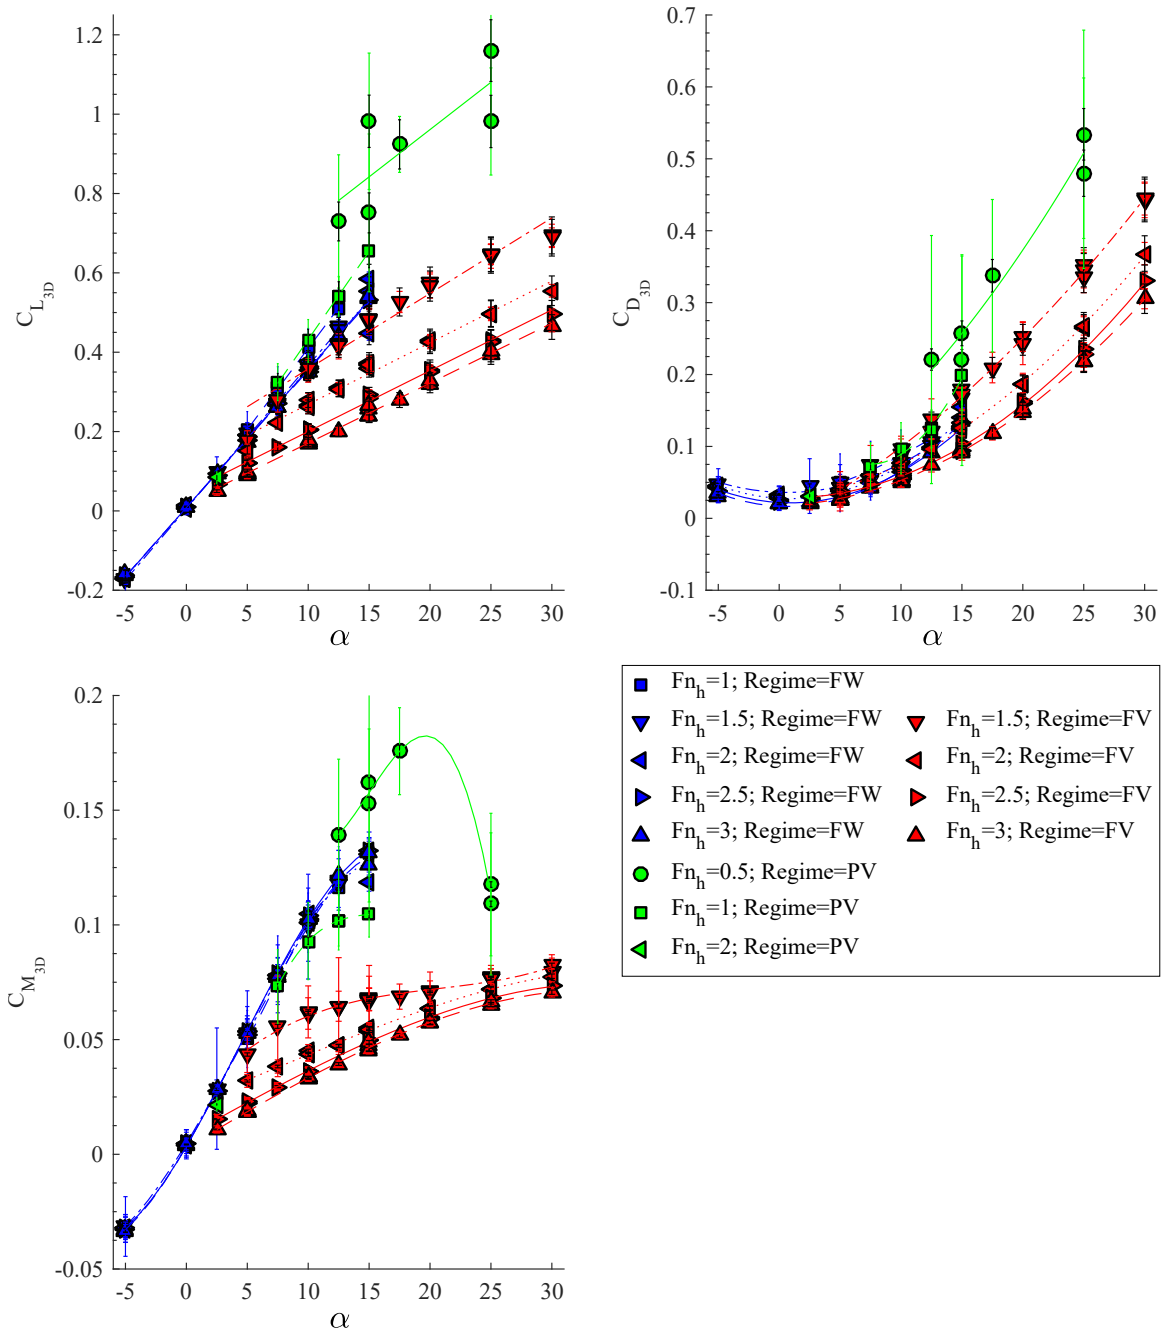 1.2
1
0.8
0.6
0.4
0.2
0
-0.2
-5 0 5 10 15 20 25 30
α
C_L_3D
0.7
0.6
0.5
0.4
0.3
0.2
0.1
0
-0.1
-5 0 5 10 15 20 25 30
α
C_D_3D
0.2
0.15
0.1
0.05
0
-0.05
-5 0 5 10 15 20 25 30
α
C_M_3D
Fn_h=1; Regime=FW
Fn_h=1.5; Regime=FW
Fn_h=2; Regime=FW
Fn_h=2.5; Regime=FW
Fn_h=3; Regime=FW
Fn_h=0.5; Regime=PV
Fn_h=1; Regime=PV
Fn_h=2; Regime=PV
Fn_h=1.5; Regime=FV
Fn_h=2; Regime=FV
Fn_h=2.5; Regime=FV
Fn_h=3; Regime=FV